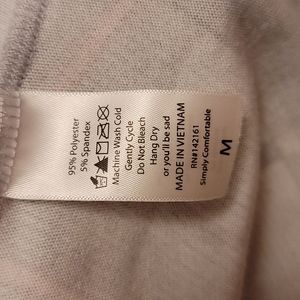 95% Polyester
5% Spandex
Machine Wash Cold
Gently Cycle
Do Not Bleach
Hang Dry
or you'll be sad
MADE IN VIETNAM
RN#142161
Simply Comfortable
M